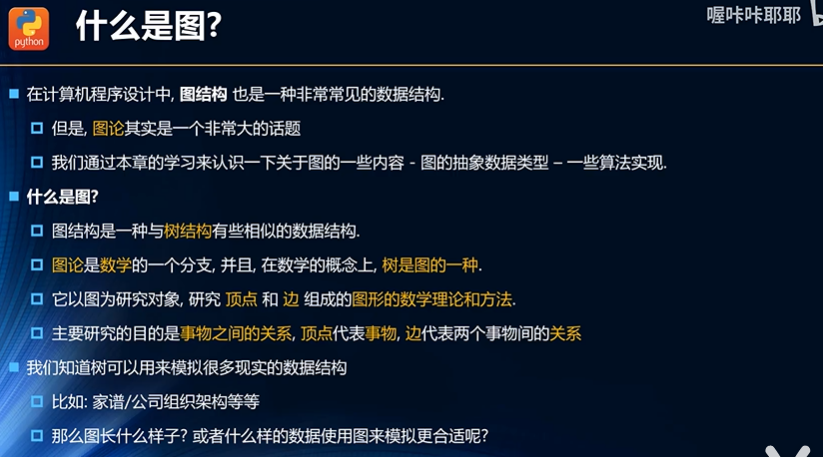 python
什么是图?
喔咔咔耶耶
在计算机程序设计中, 图结构 也是一种非常常见的数据结构.
但是, 图论其实是一个非常大的话题
我们通过本章的学习来认识一下关于图的一些内容 - 图的抽象数据类型 – 一些算法实现.
什么是图?
图结构是一种与树结构有些相似的数据结构.
图论是数学的一个分支, 并且, 在数学的概念上, 树是图的一种.
它以图为研究对象, 研究 顶点 和 边 组成的图形的数学理论和方法.
主要研究的目的是事物之间的关系, 顶点代表事物, 边代表两个事物间的关系
我们知道树可以用来模拟很多现实的数据结构
比如: 家谱/公司组织架构等等
那么图长什么样子? 或者什么样的数据使用图来模拟更合适呢?